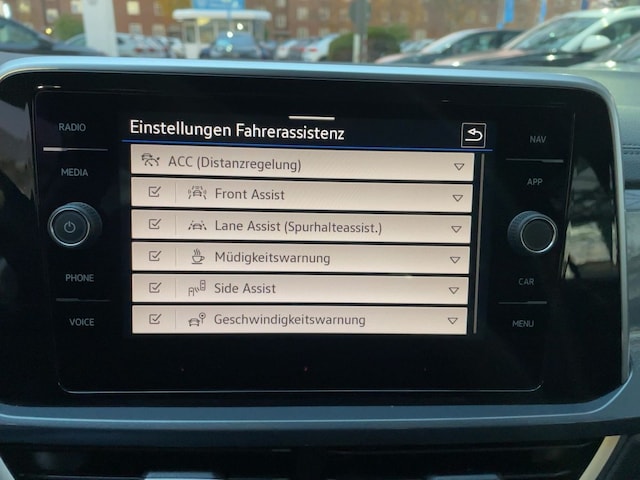 RADIO
MEDIA
PHONE
VOICE
Einstellungen Fahrerassistenz
ACC (Distanzregelung)
Front Assist
Lane Assist (Spurhalteassist.)
Müdigkeitswarnung
Side Assist
Geschwindigkeitswarnung
NAV
APP
CAR
MENU